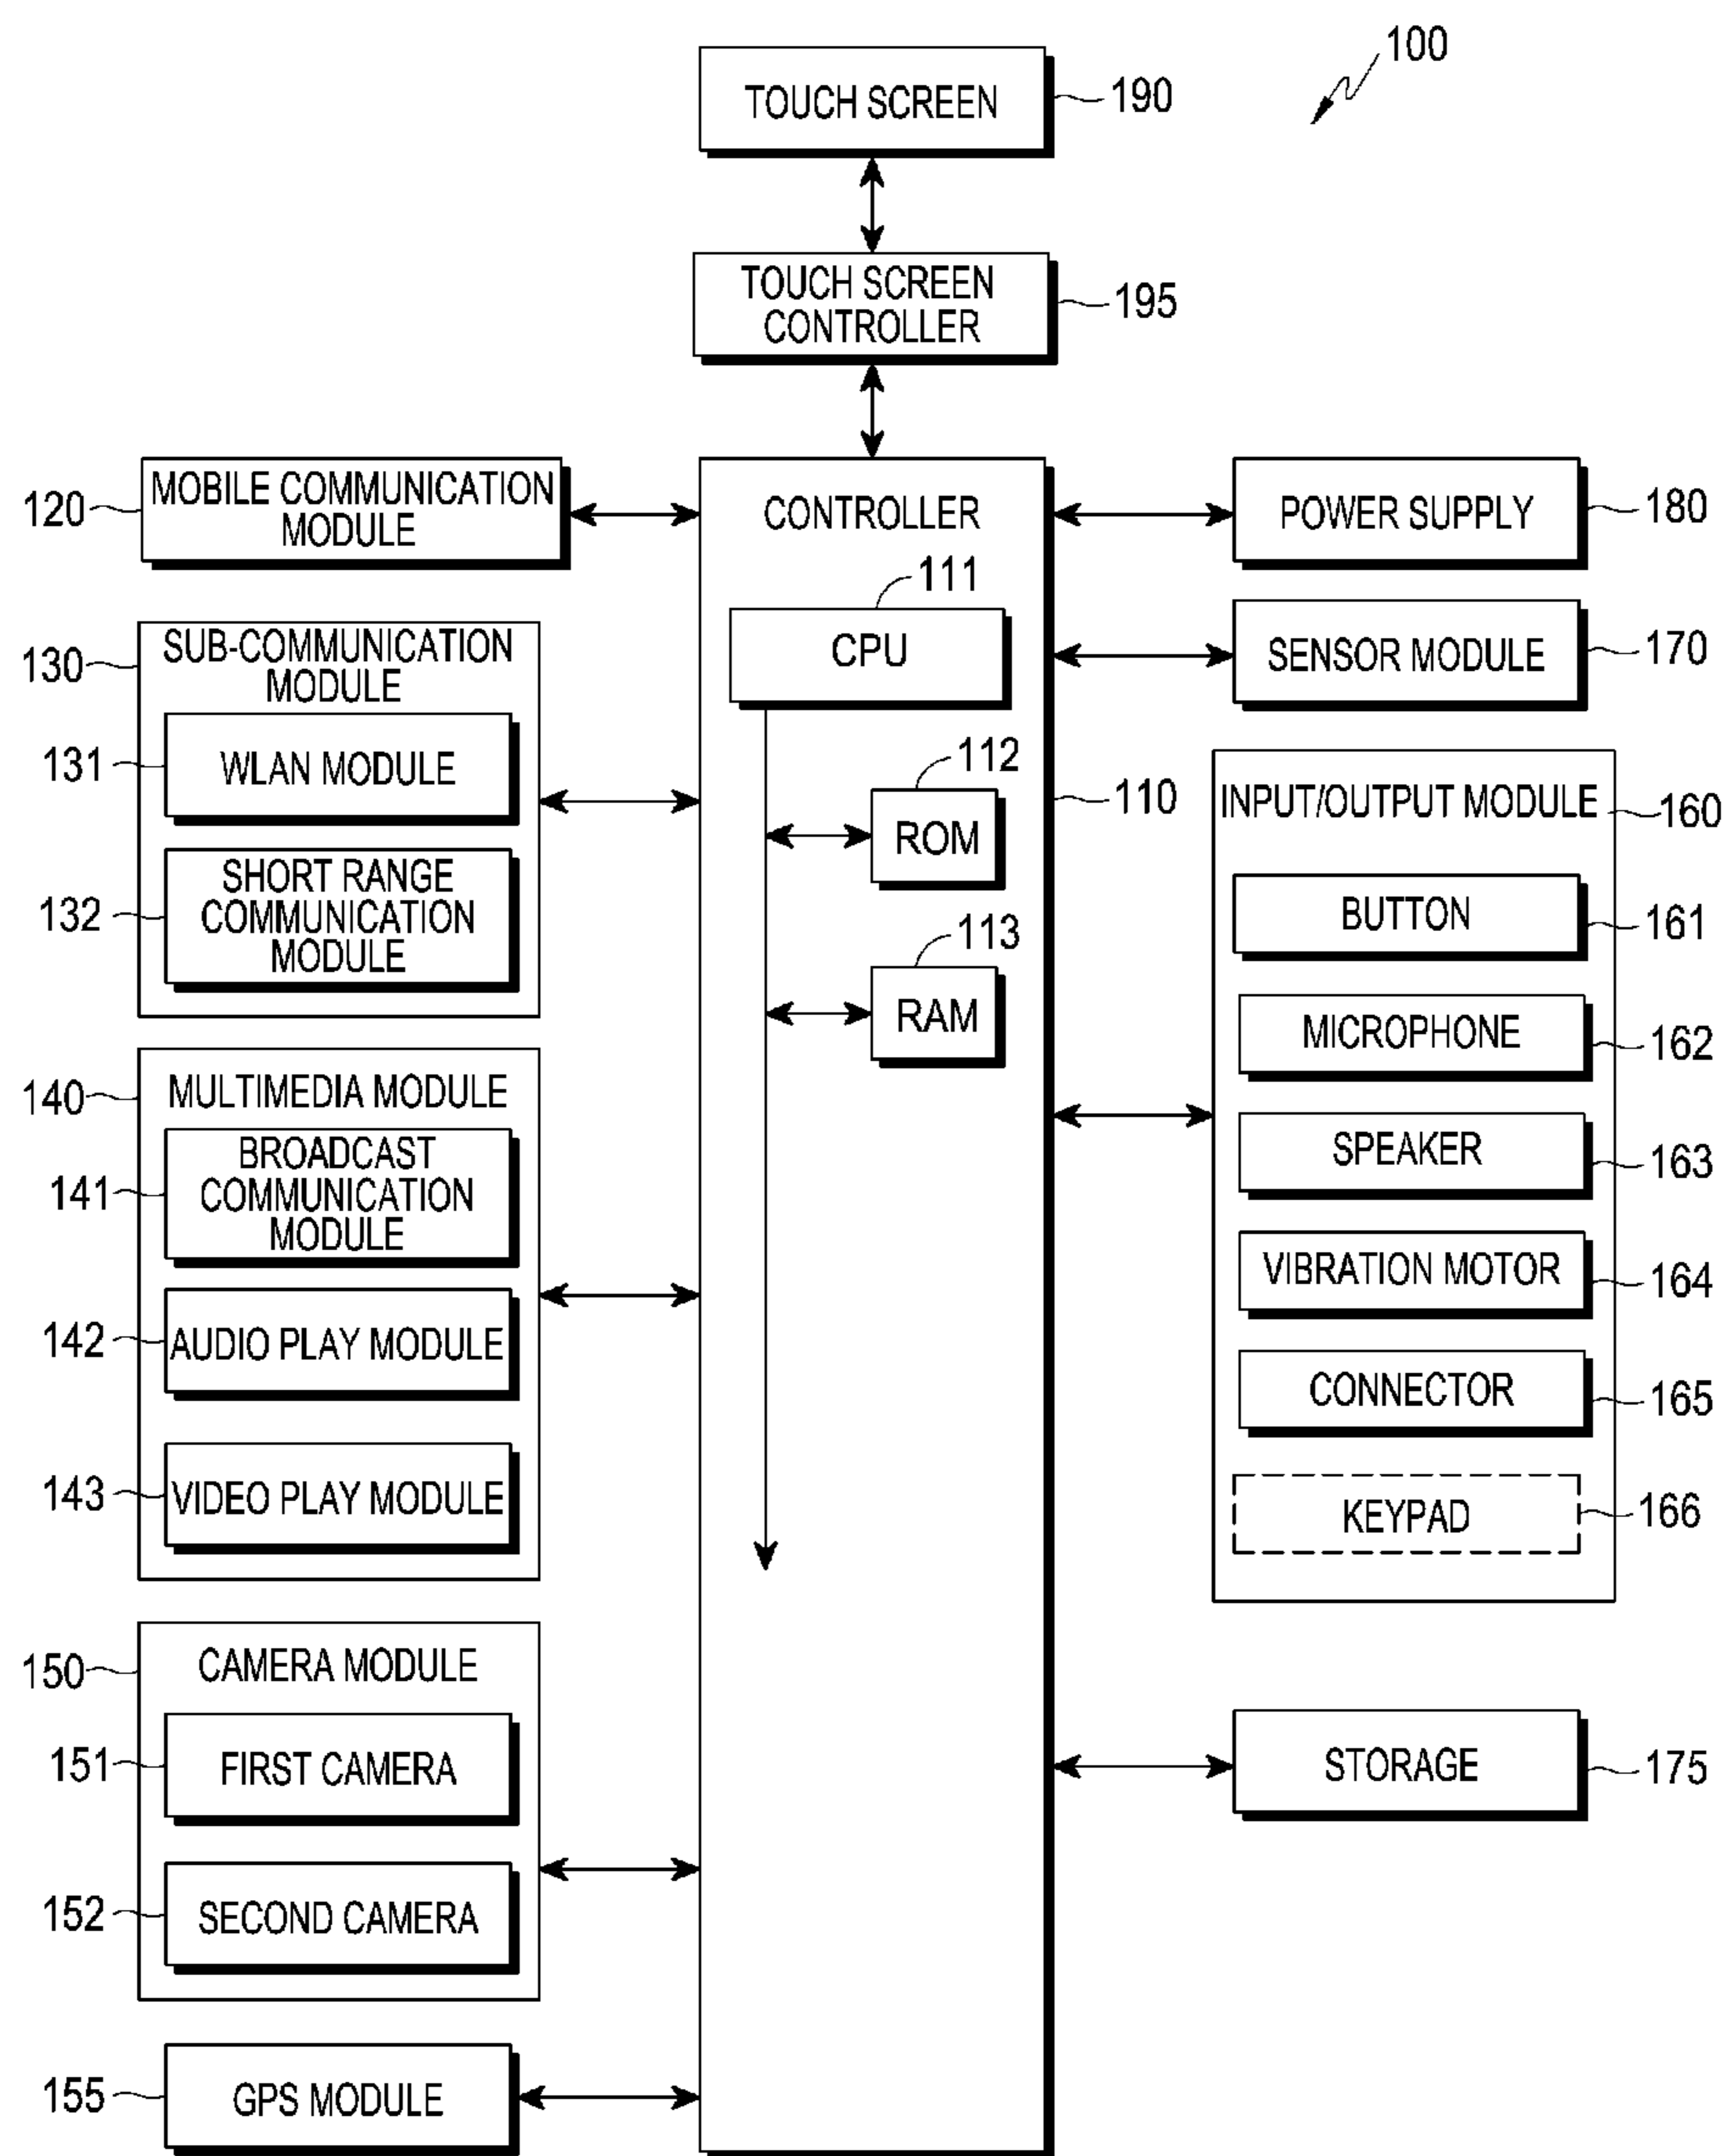 100
TOUCH SCREEN
190
TOUCH SCREEN
CONTROLLER
195
120
MOBILE COMMUNICATION
MODULE
130
SUB-COMMUNICATION
MODULE
131
WLAN MODULE
132
SHORT RANGE
COMMUNICATION
MODULE
140
MULTIMEDIA MODULE
141
BROADCAST
COMMUNICATION
MODULE
142
AUDIO PLAY MODULE
143
VIDEO PLAY MODULE
150
CAMERA MODULE
151
FIRST CAMERA
152
SECOND CAMERA
155
GPS MODULE
CONTROLLER
111
CPU
112
ROM
110
113
RAM
POWER SUPPLY
180
SENSOR MODULE
170
INPUT/OUTPUT MODULE
160
BUTTON
161
MICROPHONE
162
SPEAKER
163
VIBRATION MOTOR
164
CONNECTOR
165
KEYPAD
166
STORAGE
175